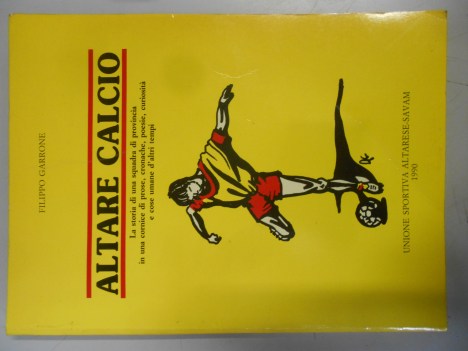 FILIPPO GARRONE
ALTARE CALCIO
La storia di una squadra di provincia
in una cornice di prose, cronache, poesie, curiosità
e cose umane d'altri tempi
UNIONE SPORTIVA ALTARESE-SAVAM
1990